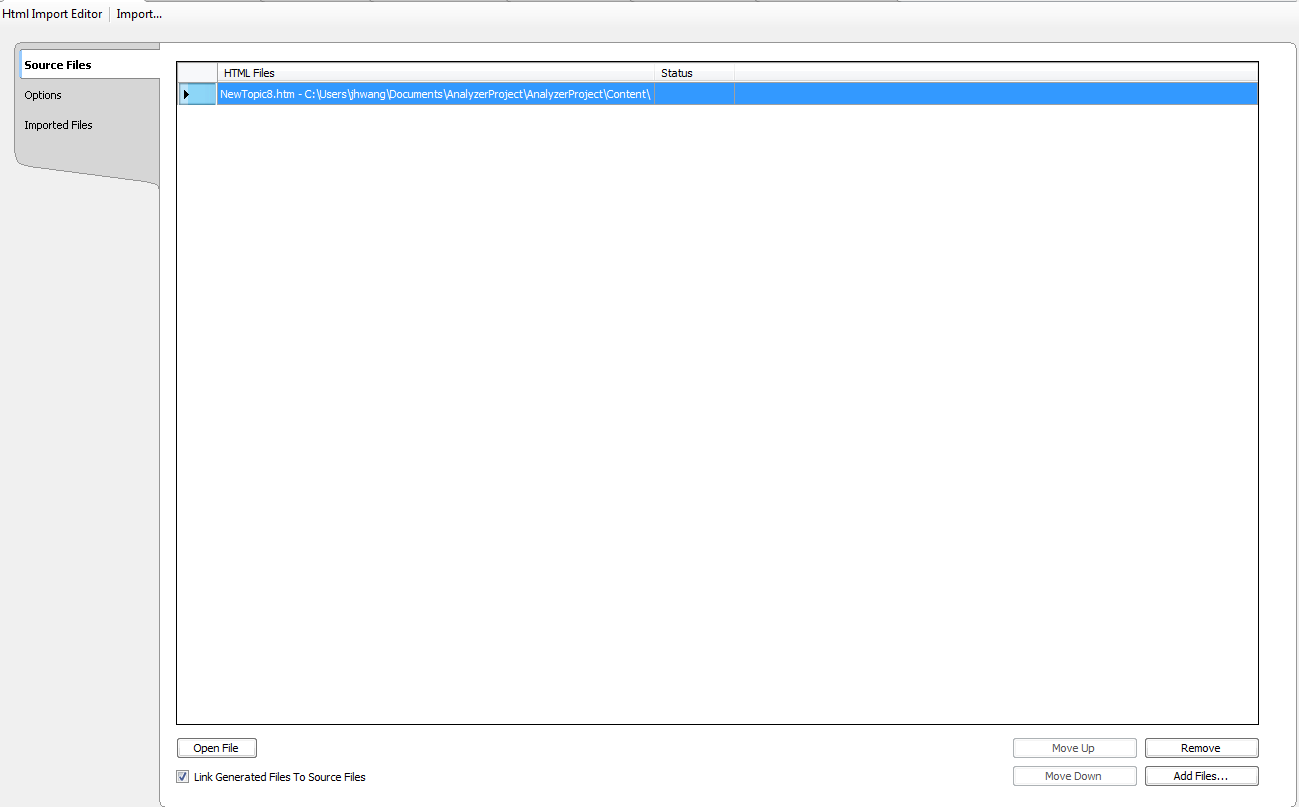 Html Import Editor Import...
Source Files
Options
Imported Files
HTML Files Status
NewTopic8.htm - C:\Users\jhwang\Documents\AnalyzerProject\AnalyzerProject\Content\
Open File Move Up Remove
Link Generated Files To Source Files Move Down Add Files...